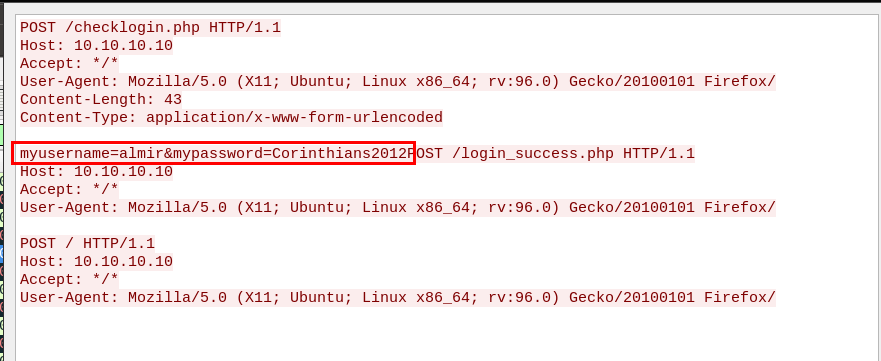 POST /checklogin.php HTTP/1.1
Host: 10.10.10.10
Accept: */*
User-Agent: Mozilla/5.0 (X11; Ubuntu; Linux x86_64; rv:96.0) Gecko/20100101 Firefox/
Content-Length: 43
Content-Type: application/x-www-form-urlencoded
myusername=almir&mypassword=Corinthians2012POST /login_success.php HTTP/1.1
Host: 10.10.10.10
Accept: */*
User-Agent: Mozilla/5.0 (X11; Ubuntu; Linux x86_64; rv:96.0) Gecko/20100101 Firefox/
POST / HTTP/1.1
Host: 10.10.10.10
Accept: */*
User-Agent: Mozilla/5.0 (X11; Ubuntu; Linux x86_64; rv:96.0) Gecko/20100101 Firefox/